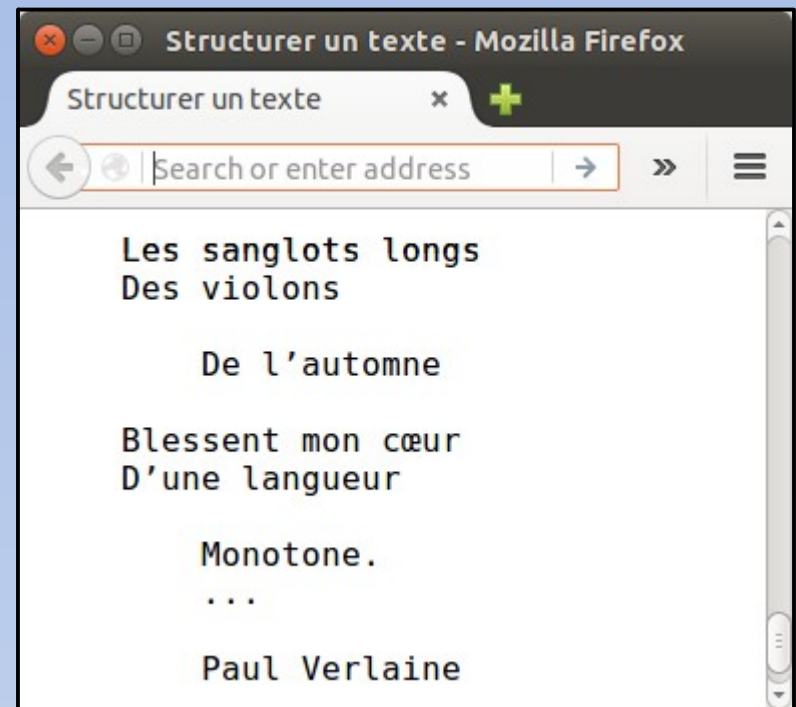 Structurer un texte - Mozilla Firefox
Structurer un texte
Search or enter address
Les sanglots longs
Des violons
De l’automne
Blessent mon cœur
D’une langueur
Monotone.
...
Paul Verlaine